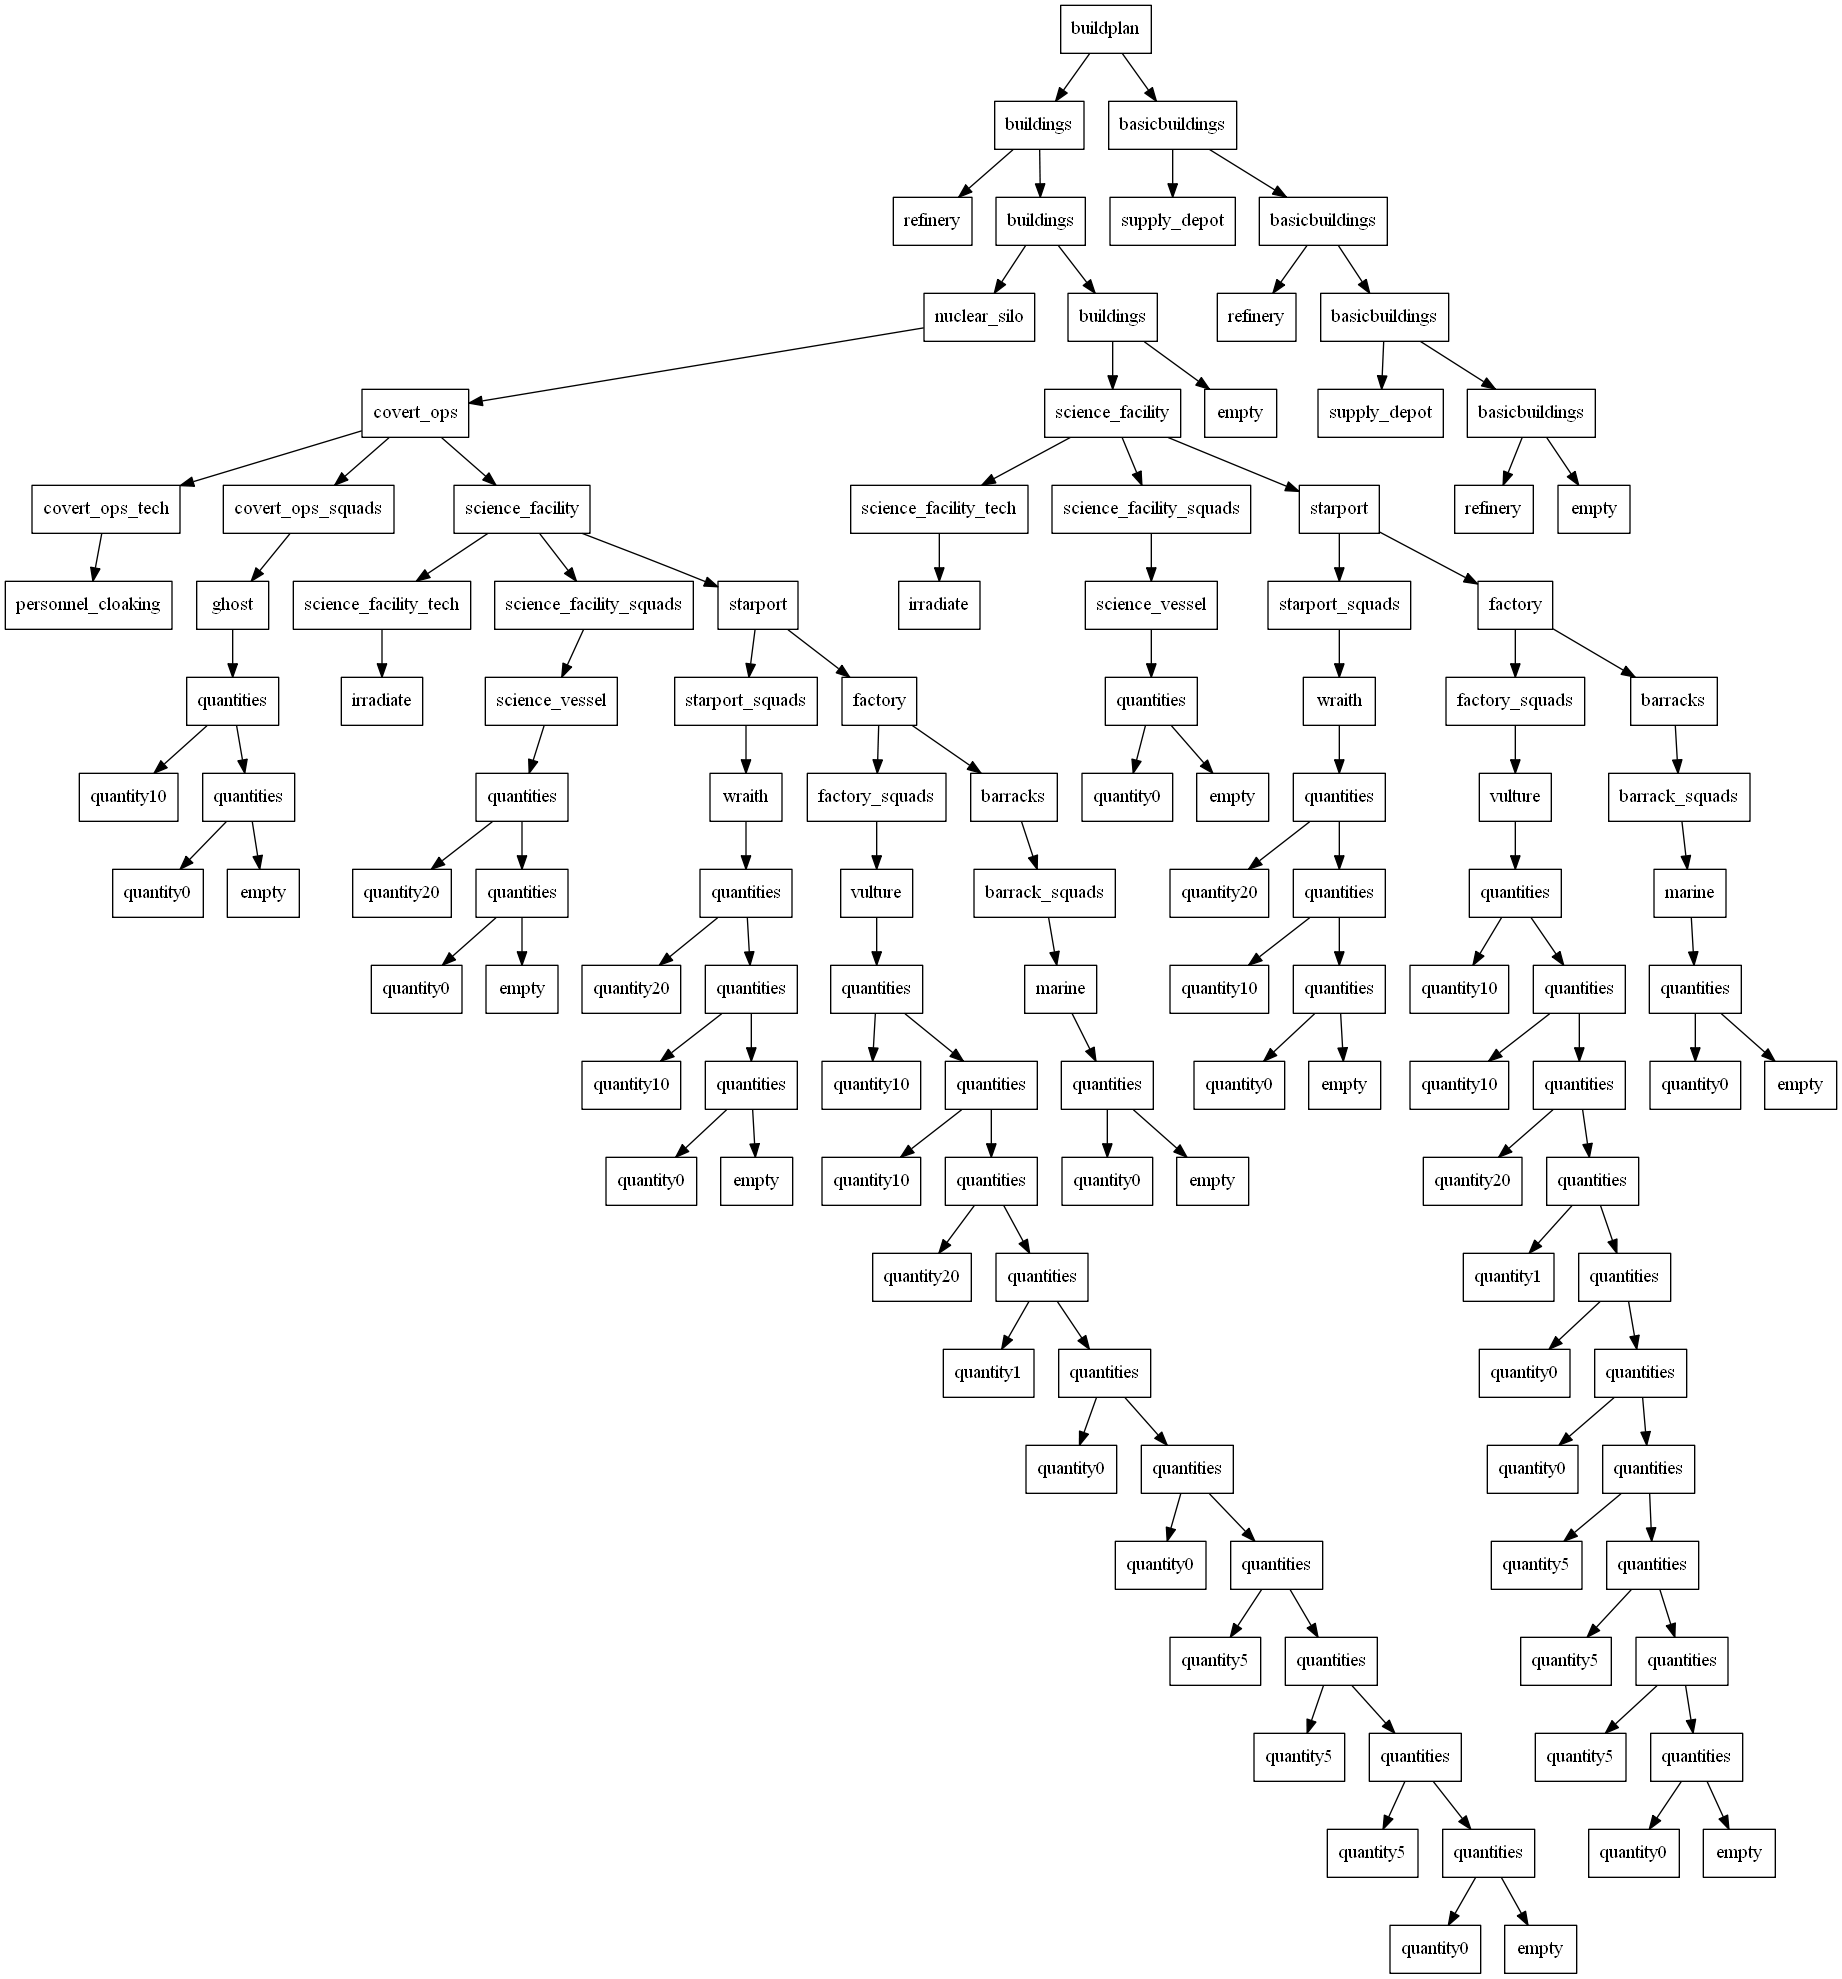 buildplan
buildings
basicbuildings
refinery
buildings
supply_depot
basicbuildings
nuclear_silo
buildings
refinery
basicbuildings
covert_ops
science_facility
empty
supply_depot
basicbuildings
covert_ops_tech
covert_ops_squads
science_facility
science_facility_tech
science_facility_squads
starport
refinery
empty
personnel_cloaking
ghost
science_facility_tech
science_facility_squads
starport
irradiate
science_vessel
starport_squads
factory
quantities
irradiate
science_vessel
starport_squads
factory
quantities
wraith
factory_squads
barracks
quantity10
quantities
quantities
wraith
factory_squads
barracks
quantity0
empty
quantities
vulture
barrack_squads
quantity0
empty
quantity20
quantities
quantities
vulture
barrack_squads
quantity20
quantities
quantities
marine
quantity0
empty
quantity20
quantities
quantities
marine
quantity10
quantities
quantity10
quantities
quantities
quantity10
quantities
quantity10
quantities
quantities
quantity0
empty
quantity10
quantities
quantity0
empty
quantity0
empty
quantity10
quantities
quantity0
empty
quantity20
quantities
quantity20
quantities
quantity1
quantities
quantity1
quantities
quantity0
quantities
quantity0
quantities
quantity0
quantities
quantity0
quantities
quantity5
quantities
quantity5
quantities
quantity5
quantities
quantity5
quantities
quantity5
quantities
quantity5
quantities
quantity0
empty
quantity0
empty